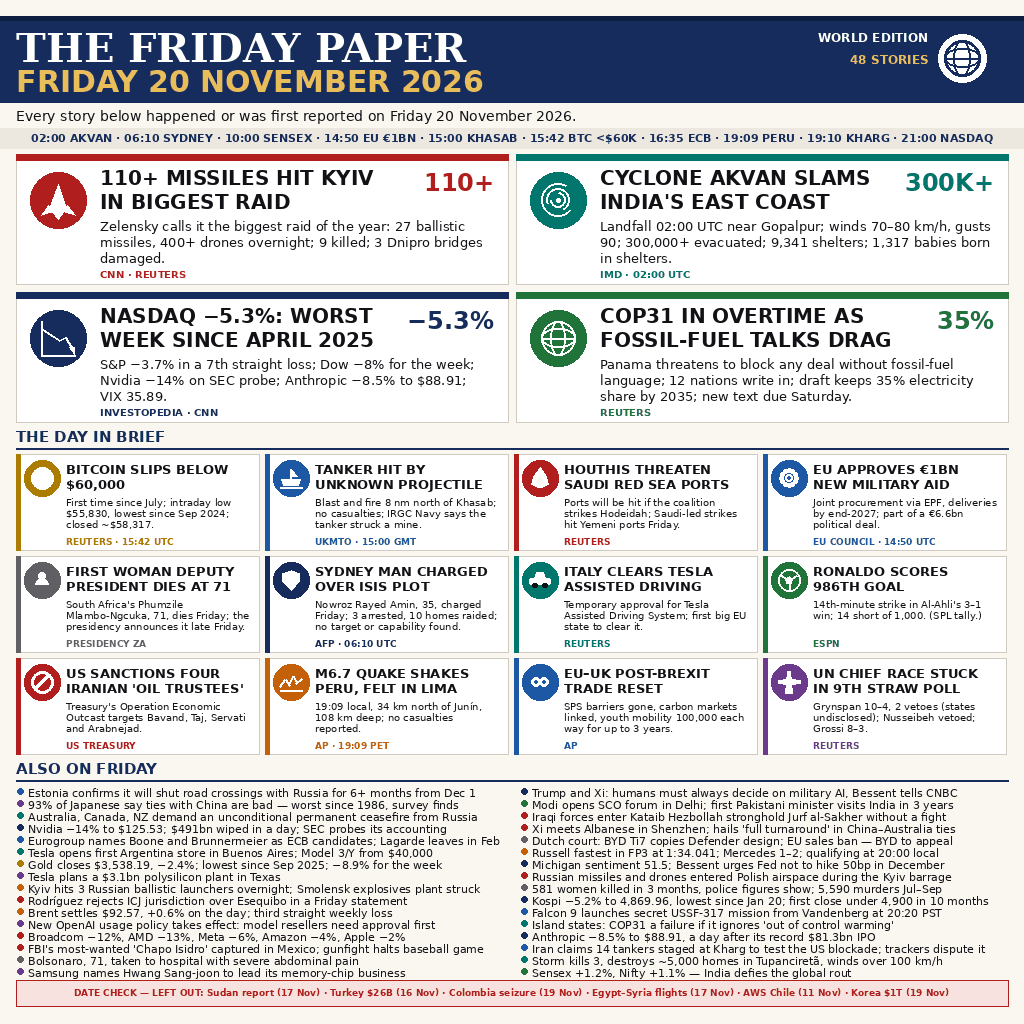 THE FRIDAY PAPER
FRIDAY 20 NOVEMBER 2026
WORLD EDITION
48 STORIES
Every story below happened or was first reported on Friday 20 November 2026.
02:00 AKVAN · 06:10 SYDNEY · 10:00 SENSEX · 14:50 EU €1BN · 15:00 KHASAB · 15:42 BTC <$60K · 16:35 ECB · 19:09 PERU · 19:10 KHARG · 21:00 NASDAQ
110+ MISSILES HIT KYIV
IN BIGGEST RAID
110+
Zelensky calls it the biggest raid of the year: 27 ballistic
missiles, 400+ drones overnight; 9 killed; 3 Dnipro bridges
damaged.
CNN · REUTERS
CYCLONE AKVAN SLAMS
INDIA'S EAST COAST
300K+
Landfall 02:00 UTC near Gopalpur; winds 70–80 km/h, gusts
90; 300,000+ evacuated; 9,341 shelters; 1,317 babies born
in shelters.
IMD · 02:00 UTC
NASDAQ −5.3%: WORST
WEEK SINCE APRIL 2025
−5.3%
S&P −3.7% in a 7th straight loss; Dow −8% for the week;
Nvidia −14% on SEC probe; Anthropic −8.5% to $88.91;
VIX 35.89.
INVESTOPEDIA · CNN
COP31 IN OVERTIME AS
FOSSIL-FUEL TALKS DRAG
35%
Panama threatens to block any deal without fossil-fuel
language; 12 nations write in; draft keeps 35% electricity
share by 2035; new text due Saturday.
REUTERS
THE DAY IN BRIEF
BITCOIN SLIPS BELOW
$60,000
First time since July; intraday low
$55,830, lowest since Sep 2024;
closed ~$58,317.
REUTERS · 15:42 UTC
TANKER HIT BY
UNKNOWN PROJECTILE
Blast and fire 8 nm north of Khasab;
no casualties; IRGC Navy says the
tanker struck a mine.
UKMTO · 15:00 GMT
HOUTHIS THREATEN
SAUDI RED SEA PORTS
Ports will be hit if the coalition
strikes Hodeidah; Saudi-led strikes
hit Yemeni ports Friday.
REUTERS
EU APPROVES €1BN
NEW MILITARY AID
Joint procurement via EPF, deliveries
by end-2027; part of a €6.6bn
political deal.
EU COUNCIL · 14:50 UTC
FIRST WOMAN DEPUTY
PRESIDENT DIES AT 71
South Africa's Phumzile
Mlambo-Ngcuka, 71, dies Friday; the
presidency announces it late Friday.
PRESIDENCY ZA
SYDNEY MAN CHARGED
OVER ISIS PLOT
Nowroz Rayed Amin, 35, charged
Friday; 3 arrested, 10 homes raided;
no target or capability found.
AFP · 06:10 UTC
ITALY CLEARS TESLA
ASSISTED DRIVING
Temporary approval for Tesla
Assisted Driving System; first big EU
state to clear it.
REUTERS
RONALDO SCORES
986TH GOAL
14th-minute strike in Al-Ahli's 3–1
win; 14 short of 1,000. (SPL tally.)
ESPN
US SANCTIONS FOUR
IRANIAN 'OIL TRUSTEES'
Treasury's Operation Economic
Outcast targets Bavand, Taj, Servati
and Arabnejad.
US TREASURY
M6.7 QUAKE SHAKES
PERU, FELT IN LIMA
19:09 local, 34 km north of Junín,
108 km deep; no casualties
reported.
AP · 19:09 PET
EU–UK POST-BREXIT
TRADE RESET
SPS barriers gone, carbon markets
linked, youth mobility 100,000 each
way for up to 3 years.
AP
UN CHIEF RACE STUCK
IN 9TH STRAW POLL
Grynspan 10–4, 2 vetoes (states
undisclosed); Nusseibeh vetoed;
Grossi 8–3.
REUTERS
ALSO ON FRIDAY
Estonia confirms it will shut road crossings with Russia for 6+ months from Dec 1
93% of Japanese say ties with China are bad — worst since 1986, survey finds
Australia, Canada, NZ demand an unconditional permanent ceasefire from Russia
Nvidia −14% to $125.53; $491bn wiped in a day; SEC probes its accounting
Eurogroup names Boone and Brunnermeier as ECB candidates; Lagarde leaves in Feb
Tesla opens first Argentina store in Buenos Aires; Model 3/Y from $40,000
Gold closes $3,538.19, −2.4%; lowest since Sep 2025; −8.9% for the week
Tesla plans a $3.1bn polysilicon plant in Texas
Kyiv hits 3 Russian ballistic launchers overnight; Smolensk explosives plant struck
Rodríguez rejects ICJ jurisdiction over Esequibo in a Friday statement
Brent settles $92.57, +0.6% on the day; third straight weekly loss
New OpenAI usage policy takes effect: model resellers need approval first
Broadcom −12%, AMD −13%, Meta −6%, Amazon −4%, Apple −2%
FBI's most-wanted 'Chapo Isidro' captured in Mexico; gunfight halts baseball game
Bolsonaro, 71, taken to hospital with severe abdominal pain
Samsung names Hwang Sang-joon to lead its memory-chip business
Trump and Xi: humans must always decide on military AI, Bessent tells CNBC
Modi opens SCO forum in Delhi; first Pakistani minister visits India in 3 years
Iraqi forces enter Kataib Hezbollah stronghold Jurf al-Sakher without a fight
Xi meets Albanese in Shenzhen; hails 'full turnaround' in China–Australia ties
Dutch court: BYD Ti7 copies Defender design; EU sales ban — BYD to appeal
Russell fastest in FP3 at 1:34.041; Mercedes 1–2; qualifying at 20:00 local
Michigan sentiment 51.5; Bessent urges Fed not to hike 50bp in December
Russian missiles and drones entered Polish airspace during the Kyiv barrage
581 women killed in 3 months, police figures show; 5,590 murders Jul–Sep
Kospi −5.2% to 4,869.96, lowest since Jan 20; first close under 4,900 in 10 months
Falcon 9 launches secret USSF-317 mission from Vandenberg at 20:20 PST
Island states: COP31 a failure if it ignores 'out of control warming'
Anthropic −8.5% to $88.91, a day after its record $81.3bn IPO
Iran claims 14 tankers staged at Kharg to test the US blockade; trackers dispute it
Storm kills 3, destroys ~5,000 homes in Tupanciretã, winds over 100 km/h
Sensex +1.2%, Nifty +1.1% — India defies the global rout
DATE CHECK — LEFT OUT: Sudan report (17 Nov) · Turkey $26B (16 Nov) · Colombia seizure (19 Nov) · Egypt–Syria flights (17 Nov) · AWS Chile (11 Nov) · Korea $1T (19 Nov)